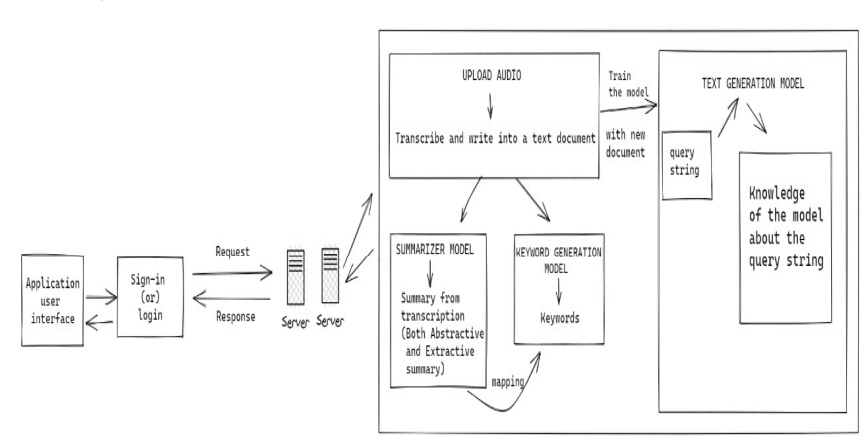 Application
user
interface
Sign-in
(or)
login
Request
Response
Server
Server
UPLOAD AUDIO
Transcribe and write into a text document
Train
the model
with new
document
SUMMARIZER MODEL
Summary from
transcription
(Both Abstractive
and Extractive
summary)
mapping
KEYWORD GENERATION
MODEL
Keywords
TEXT GENERATION MODEL
query
string
Knowledge
of the model
about the
query string